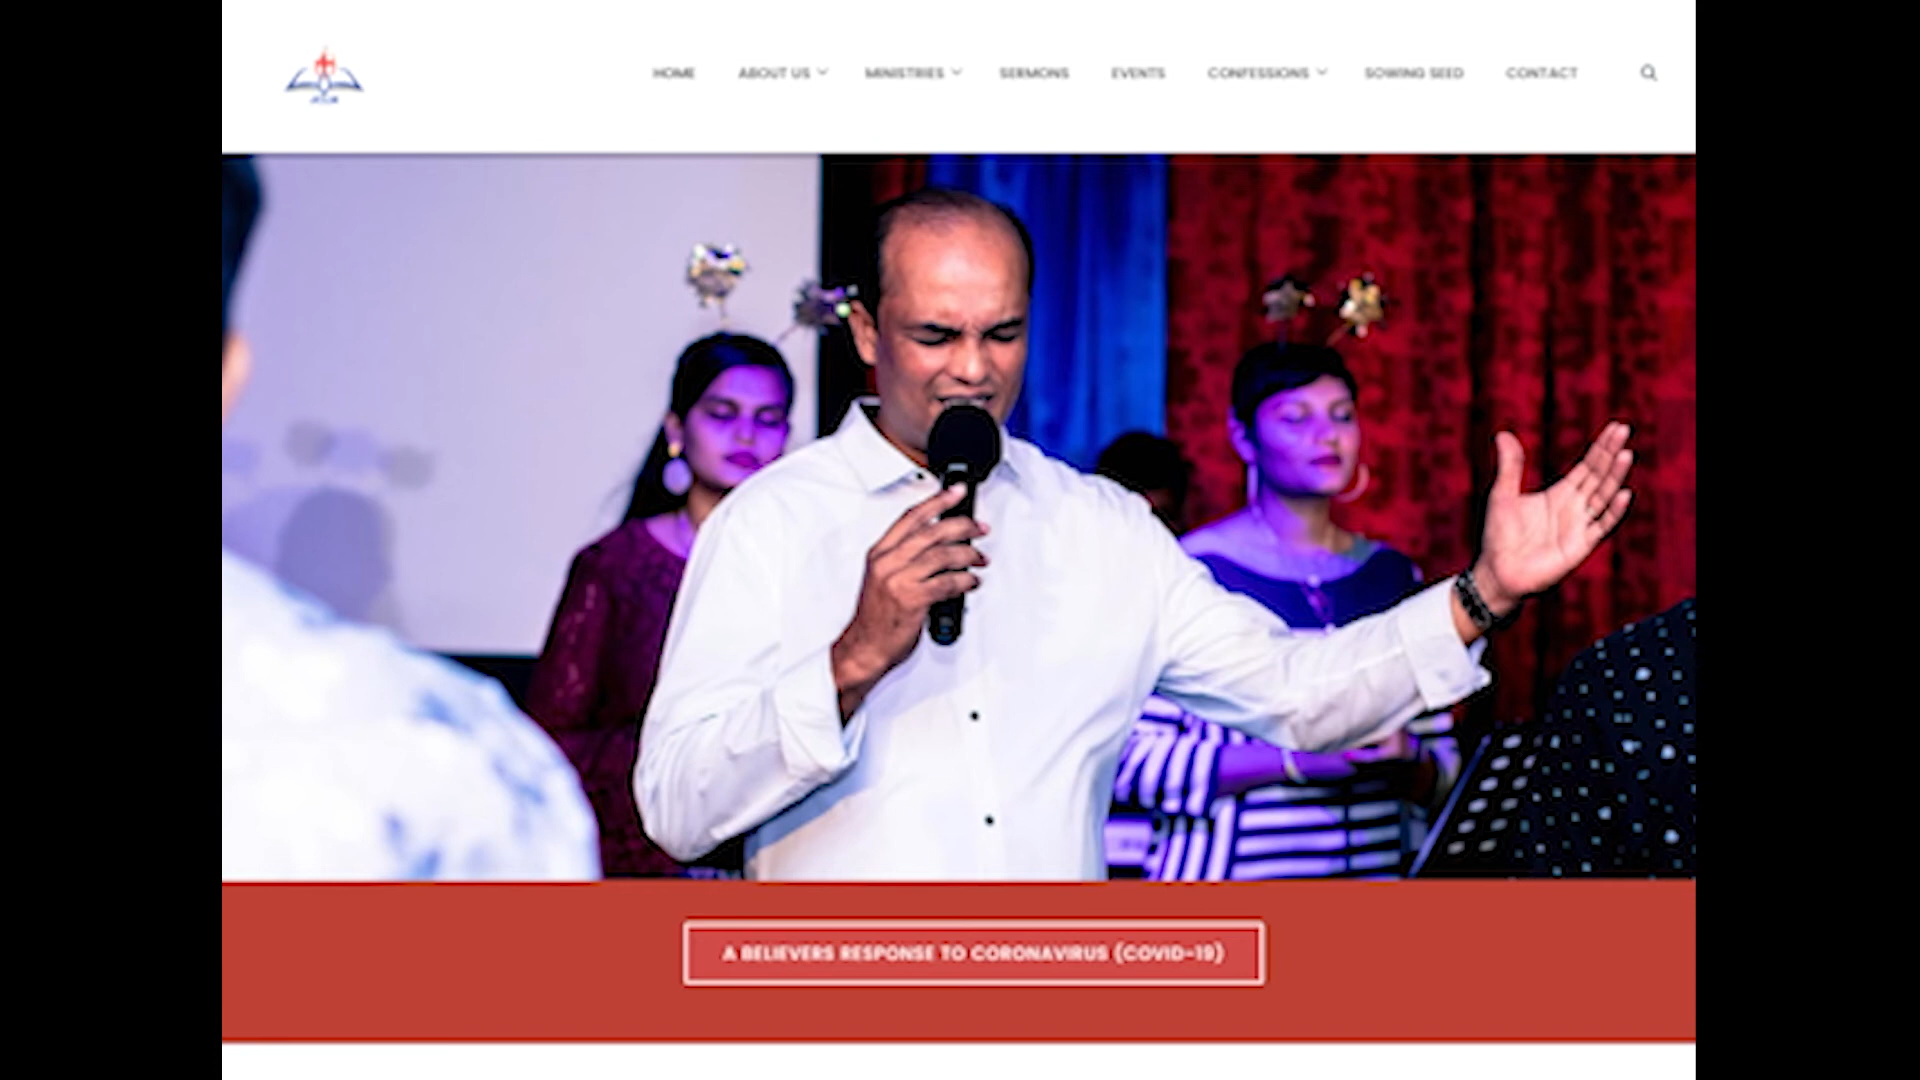 HOME ABOUT US MINISTRIES SERMONS EVENTS CONFESSIONS SOWING SEED CONTACT
A BELIEVERS RESPONSE TO CORONAVIRUS (COVID-19)